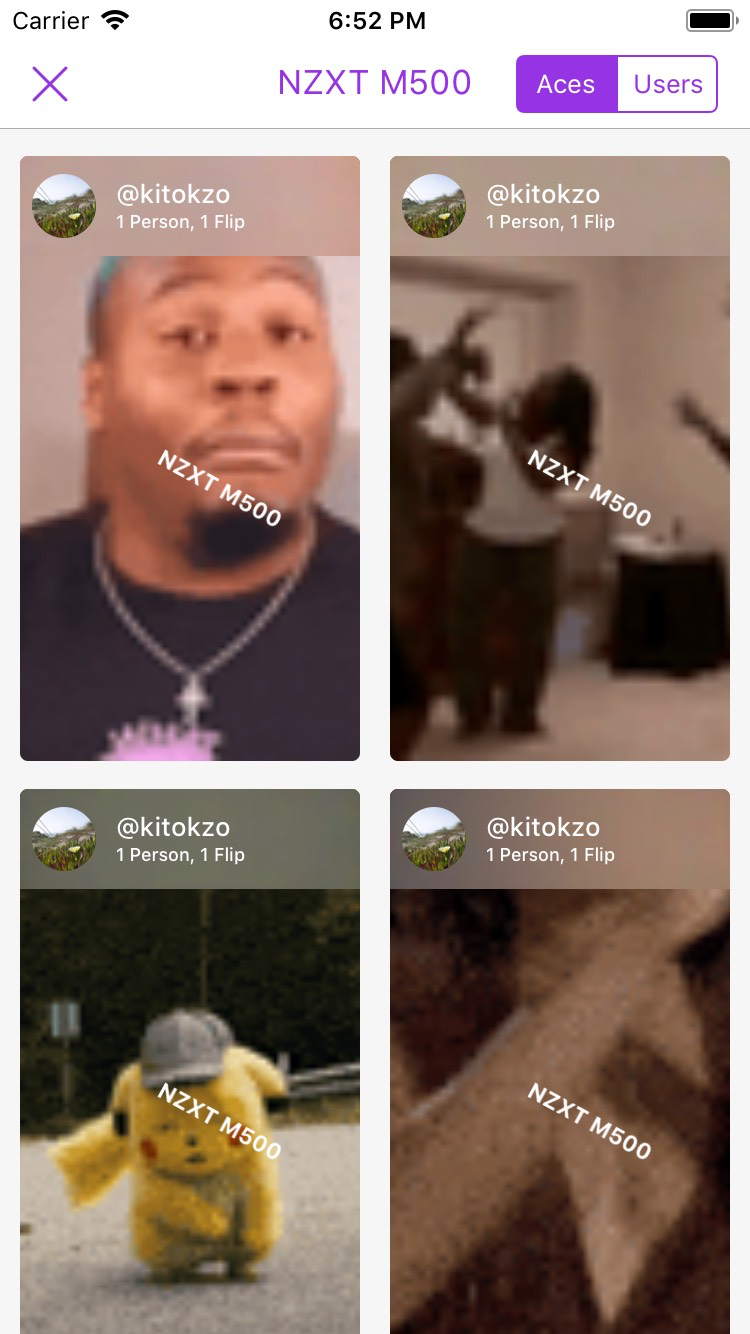 Carrier 6:52 PM
NZXT M500 Aces Users
@kitokzo
1 Person, 1 Flip
NZXT M500
@kitokzo
1 Person, 1 Flip
NZXT M500
@kitokzo
1 Person, 1 Flip
NZXT M500
@kitokzo
1 Person, 1 Flip
NZXT M500